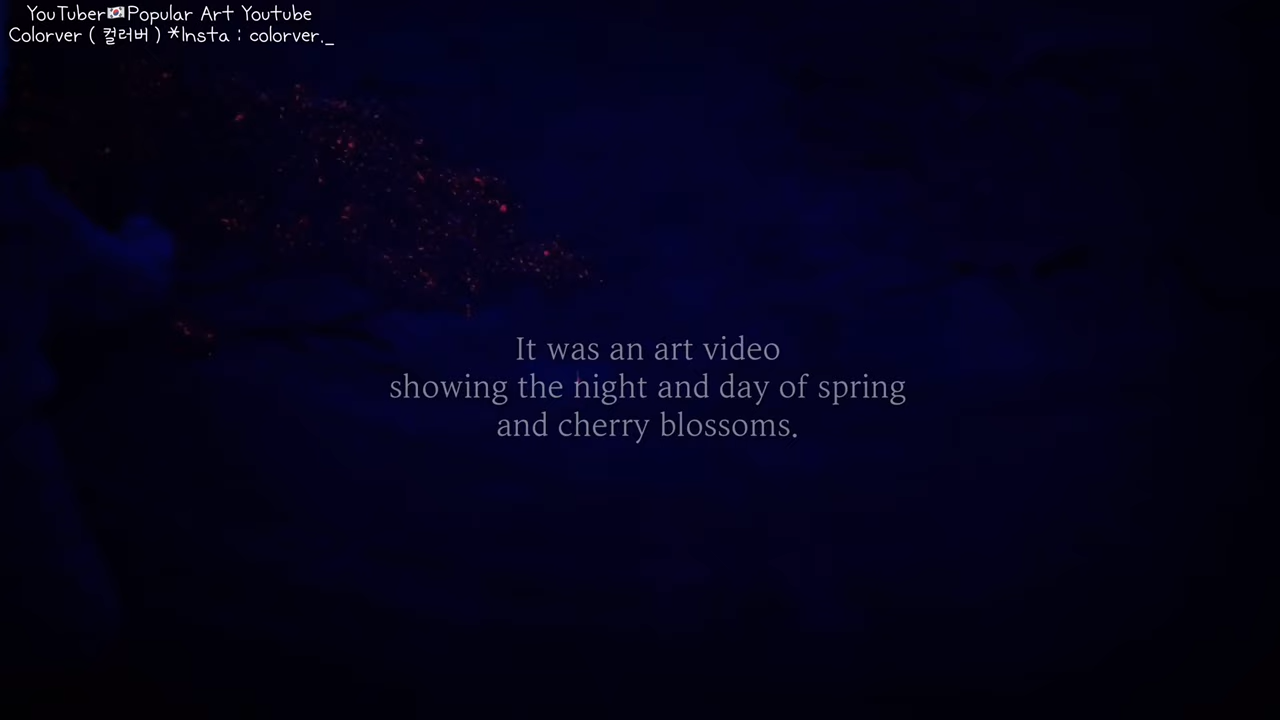 YouTuber🇰🇷Popular Art Youtube
Colorver ( 컬러버 ) *Insta : colorver._
It was an art video
showing the night and day of spring
and cherry blossoms.